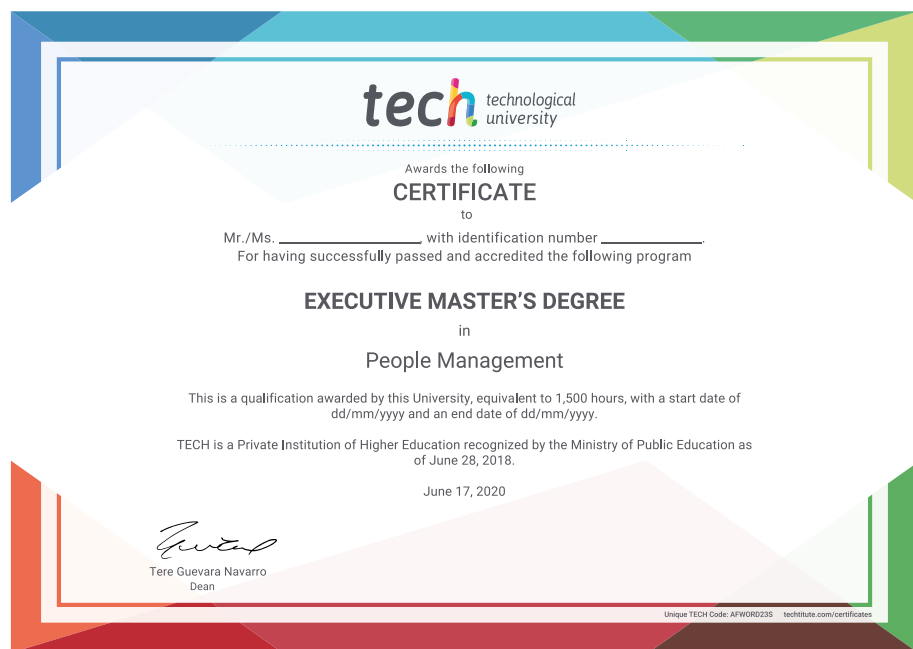 tech technological
university
Awards the following
CERTIFICATE
to
Mr./Ms. ____________________, with identification number ______________.
For having successfully passed and accredited the following program
EXECUTIVE MASTER'S DEGREE
in
People Management
This is a qualification awarded by this University, equivalent to 1,500 hours, with a start date of
dd/mm/yyyy and an end date of dd/mm/yyyy.
TECH is a Private Institution of Higher Education recognized by the Ministry of Public Education as
of June 28, 2018.
June 17, 2020
Tere Guevara Navarro
Dean
Unique TECH Code: AFWORD23S techtitute.com/certificates